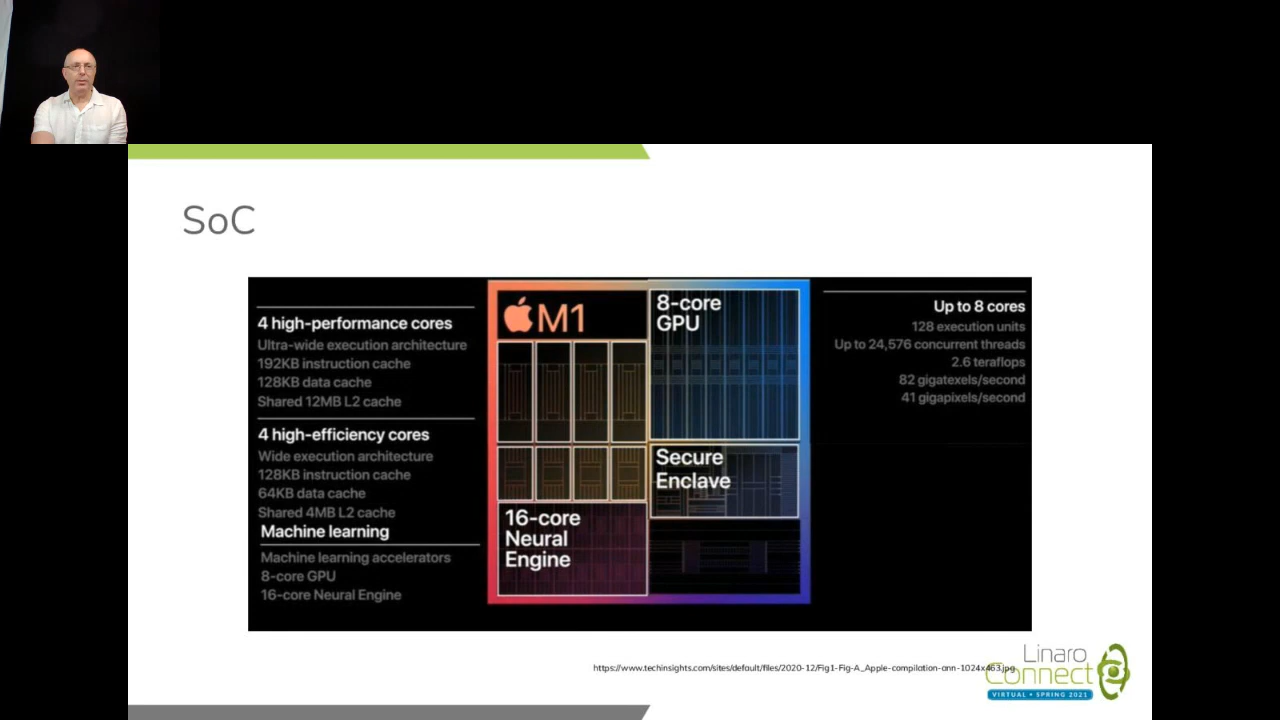 SoC
4 high-performance cores
Ultra-wide execution architecture
192KB instruction cache
128KB data cache
Shared 12MB L2 cache
4 high-efficiency cores
Wide execution architecture
128KB instruction cache
64KB data cache
Shared 4MB L2 cache
Machine learning
Machine learning accelerators
8-core GPU
16-core Neural Engine
M1
16-core
Neural
Engine
8-core
GPU
Secure
Enclave
Up to 8 cores
128 execution units
Up to 24,576 concurrent threads
2.6 teraflops
82 gigatexels/second
41 gigapixels/second
https://www.techinsights.com/sites/default/files/2020-12/Fig1-Fig-A_Apple-compilation-ann-1024x463.jpg
Linaro
Connect
VIRTUAL • SPRING 2021